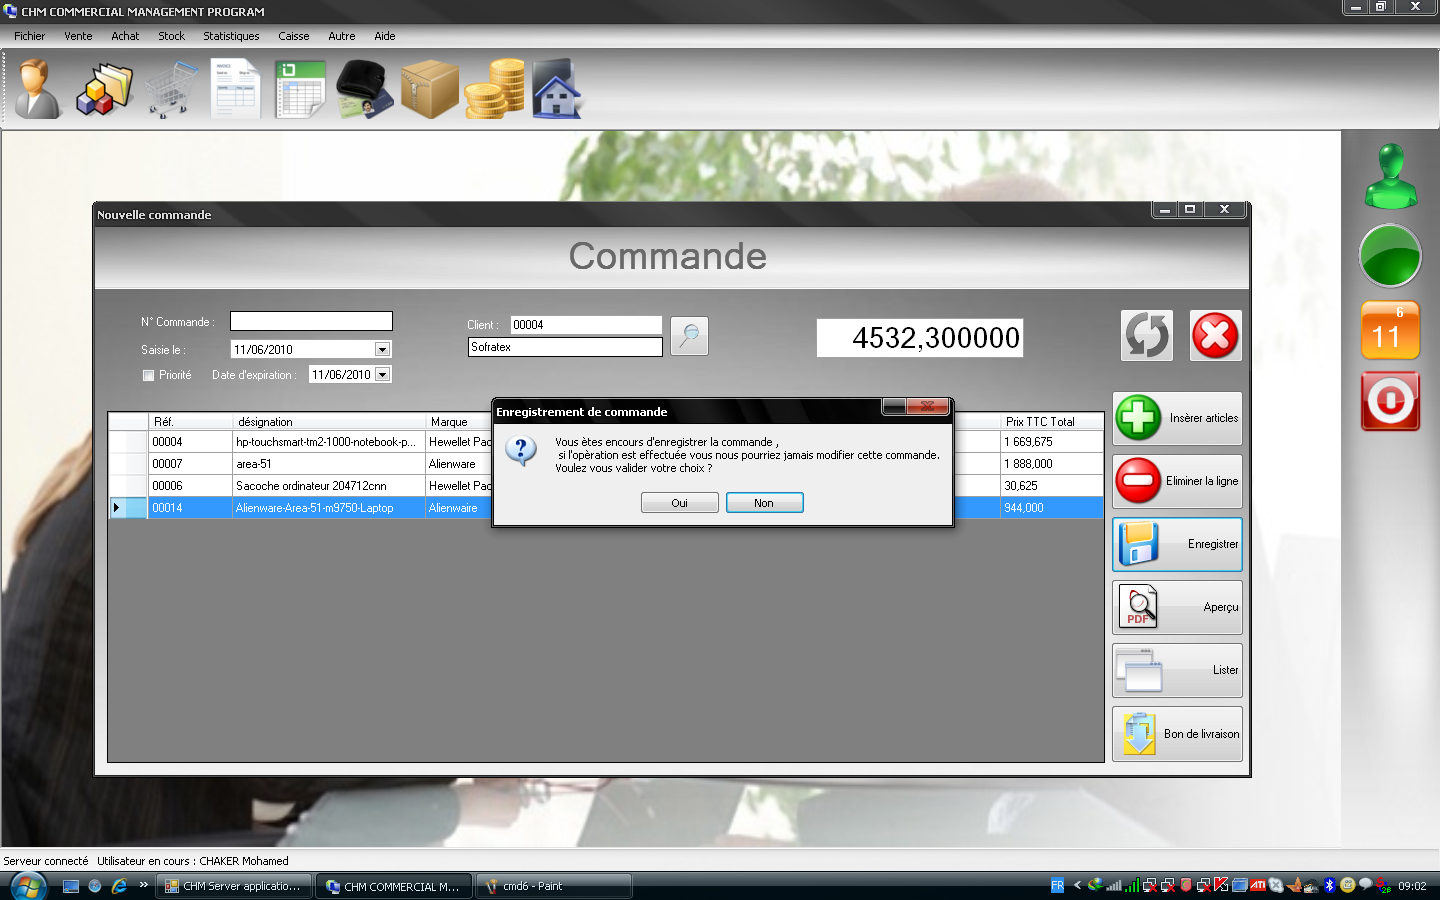 CHM COMMERCIAL MANAGEMENT PROGRAM
Fichier Vente Achat Stock Statistiques Caisse Autre Aide
INVOICE
Nouvelle commande
Commande
N° Commande :
Saisie le : 11/06/2010
Priorité Date d'expiration : 11/06/2010
Client : 00004
Sofratex
4532,300000
6
11
Réf. désignation Marque Prix TTC Total
00004 hp-touchsmart-tm2-1000-notebook-p... Hewellet Pac 1 669,675
00007 area-51 Alienware 1 888,000
00006 Sacoche ordinateur 204712cnn Hewellet Pac 30,625
00014 Alienware-Area-51-m9750-Laptop Alienwaire 944,000
Enregistrement de commande
Vous ètes encours d'enregistrer la commande ,
si l'opèration est effectuée vous nous pourriez jamais modifier cette commande.
Voulez vous valider votre choix ?
Oui Non
Insèrer articles
Eliminer la ligne
Enregistrer
PDF Aperçu
Lister
Bon de livraison
Serveur connecté Utilisateur en cours : CHAKER Mohamed
CHM Server applicatio... CHM COMMERCIAL M... cmd6 - Paint FR ATI 09:02